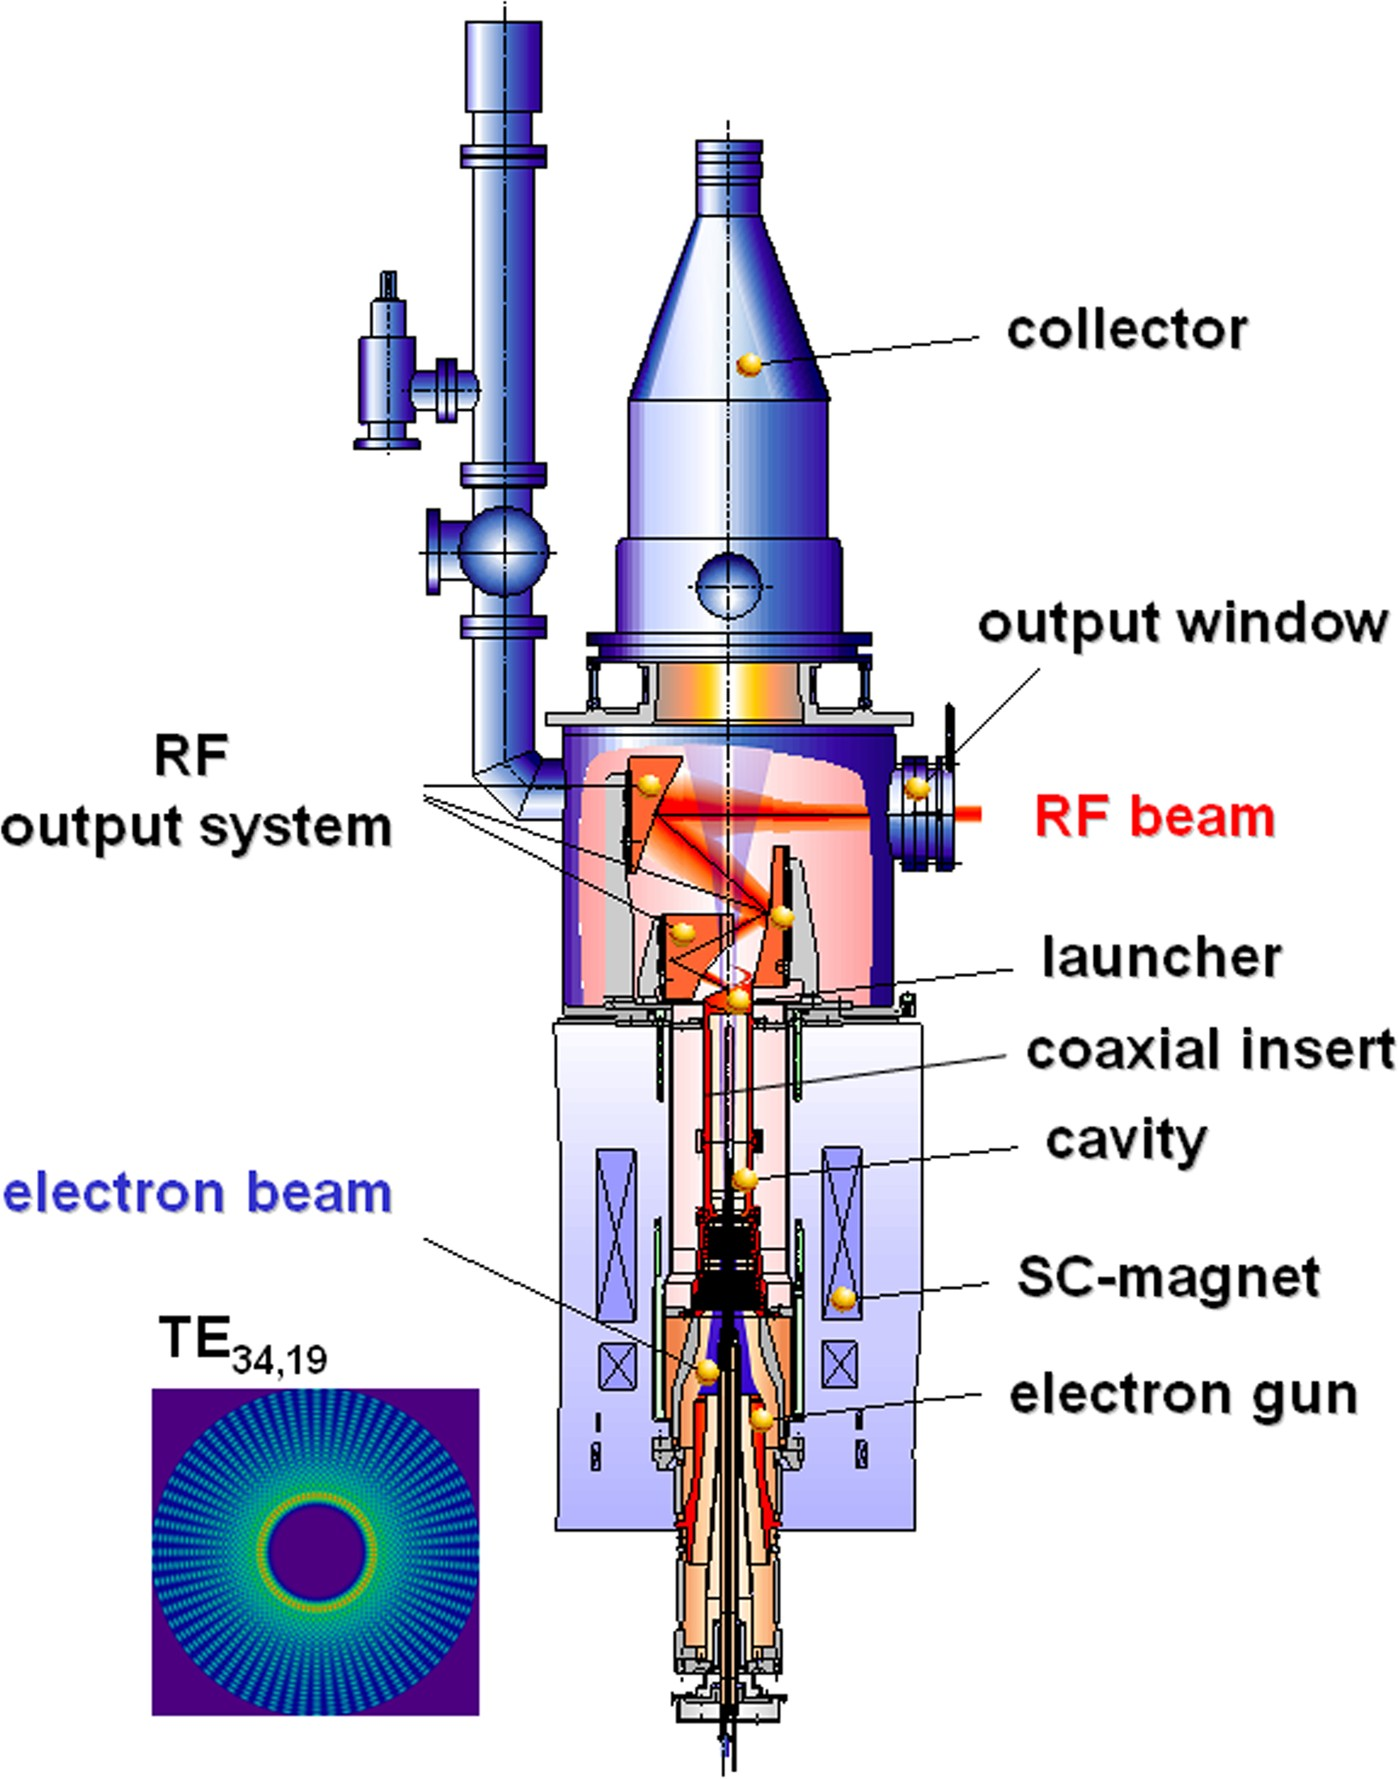 collector
output window
RF
output system
RF beam
launcher
coaxial insert
cavity
electron beam
SC-magnet
TE34,19
electron gun